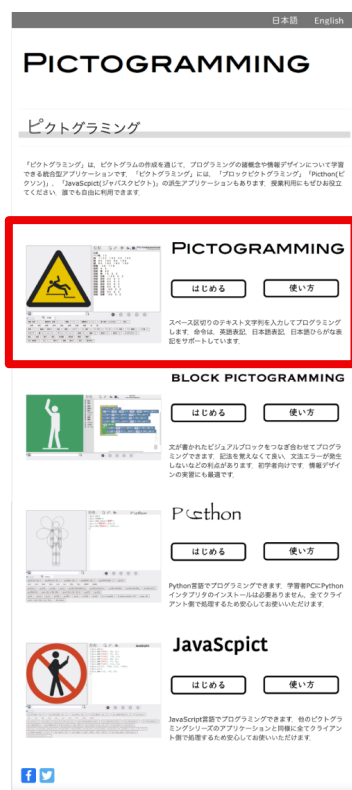 日本語 English
PICTOGRAMMING
ピクトグラミング
「ピクトグラミング」は，ピクトグラムの作成を通じて，プログラミングの諸概念や情報デザインについて学習
できる統合型アプリケーションです．「ピクトグラミング」には，「ブロックピクトグラミング」「Picthon(ピ
クソン)」，「JavaScpict(ジャバスクピクト)」の派生アプリケーションもあります．授業利用にもぜひお役立
てください．誰でも自由に利用できます．
PICTOGRAMMING
はじめる 使い方
スペース区切りのテキスト文字列を入力してプログラミング
します．命令は，英語表記，日本語表記，日本語ひらがな表
記をサポートしています．
BLOCK PICTOGRAMMING
はじめる 使い方
文が書かれたビジュアルブロックをつなぎ合わせてプログラ
ミングできます．記法を覚えなくて良い，文法エラーが発生
しないなどの利点があります．初学者向けです．情報デザイ
ンの実習にも最適です．
Picthon
はじめる 使い方
Python言語でプログラミングできます．学習者PCにPython
インタプリタのインストールは必要ありません．全てクライ
アント側で処理するため安心してお使いいただけます．
JavaScpict
はじめる 使い方
JavaScript言語でプログラミングできます．他のピクトグラ
ミングシリーズのアプリケーションと同様に全てクライアン
ト側で処理するため安心してお使いいただけます．